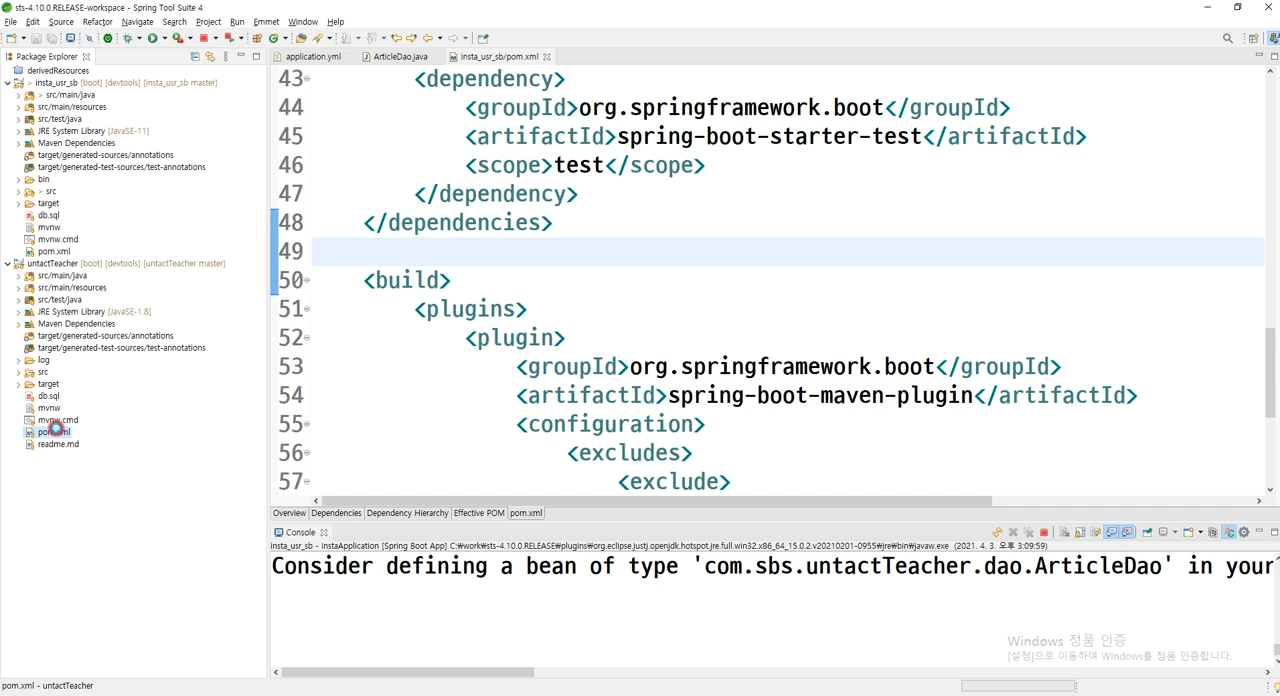 sts-4.10.0.RELEASE-workspace - Spring Tool Suite 4
File Edit Source Refactor Navigate Search Project Run Emmet Window Help
Package Explorer
application.yml ArticleDao.java insta_usr_sb/pom.xml
derivedResources
insta_usr_sb [boot] [devtools] [insta_usr_sb master]
src/main/java
src/main/resources
src/test/java
JRE System Library [JavaSE-11]
Maven Dependencies
target/generated-sources/annotations
target/generated-test-sources/test-annotations
bin
src
target
db.sql
mvnw
mvnw.cmd
pom.xml
untactTeacher [boot] [devtools] [untactTeacher master]
src/main/java
src/main/resources
src/test/java
JRE System Library [JavaSE-1.8]
Maven Dependencies
target/generated-sources/annotations
target/generated-test-sources/test-annotations
log
src
target
db.sql
mvnw
mvnw.cmd
pom.xml
readme.md
43 <dependency>
44 <groupId>org.springframework.boot</groupId>
45 <artifactId>spring-boot-starter-test</artifactId>
46 <scope>test</scope>
47 </dependency>
48 </dependencies>
49
50 <build>
51 <plugins>
52 <plugin>
53 <groupId>org.springframework.boot</groupId>
54 <artifactId>spring-boot-maven-plugin</artifactId>
55 <configuration>
56 <excludes>
57 <exclude>
Overview Dependencies Dependency Hierarchy Effective POM pom.xml
Console
insta_usr_sb - InstaApplication [Spring Boot App] C:₩work₩sts-4.10.0.RELEASE₩plugins₩org.eclipse.justj.openjdk.hotspot.jre.full.win32.x86_64_15.0.2.v20210201-0955₩jre₩bin₩javaw.exe (2021. 4. 3. 오후 3:09:59)
Consider defining a bean of type 'com.sbs.untactTeacher.dao.ArticleDao' in your
Windows 정품 인증
[설정]으로 이동하여 Windows를 정품 인증합니다.
pom.xml - untactTeacher